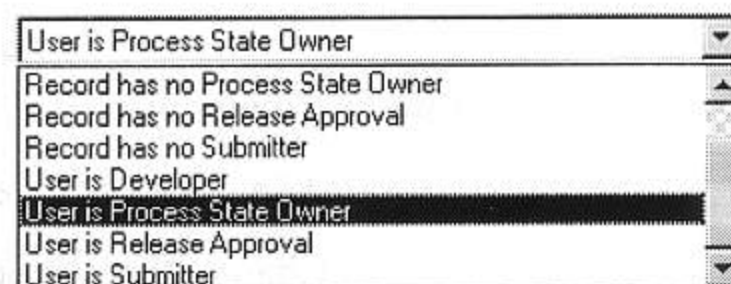 User is Process State Owner
Record has no Process State Owner
Record has no Release Approval
Record has no Submitter
User is Developer
User is Process State Owner
User is Release Approval
User is Submitter